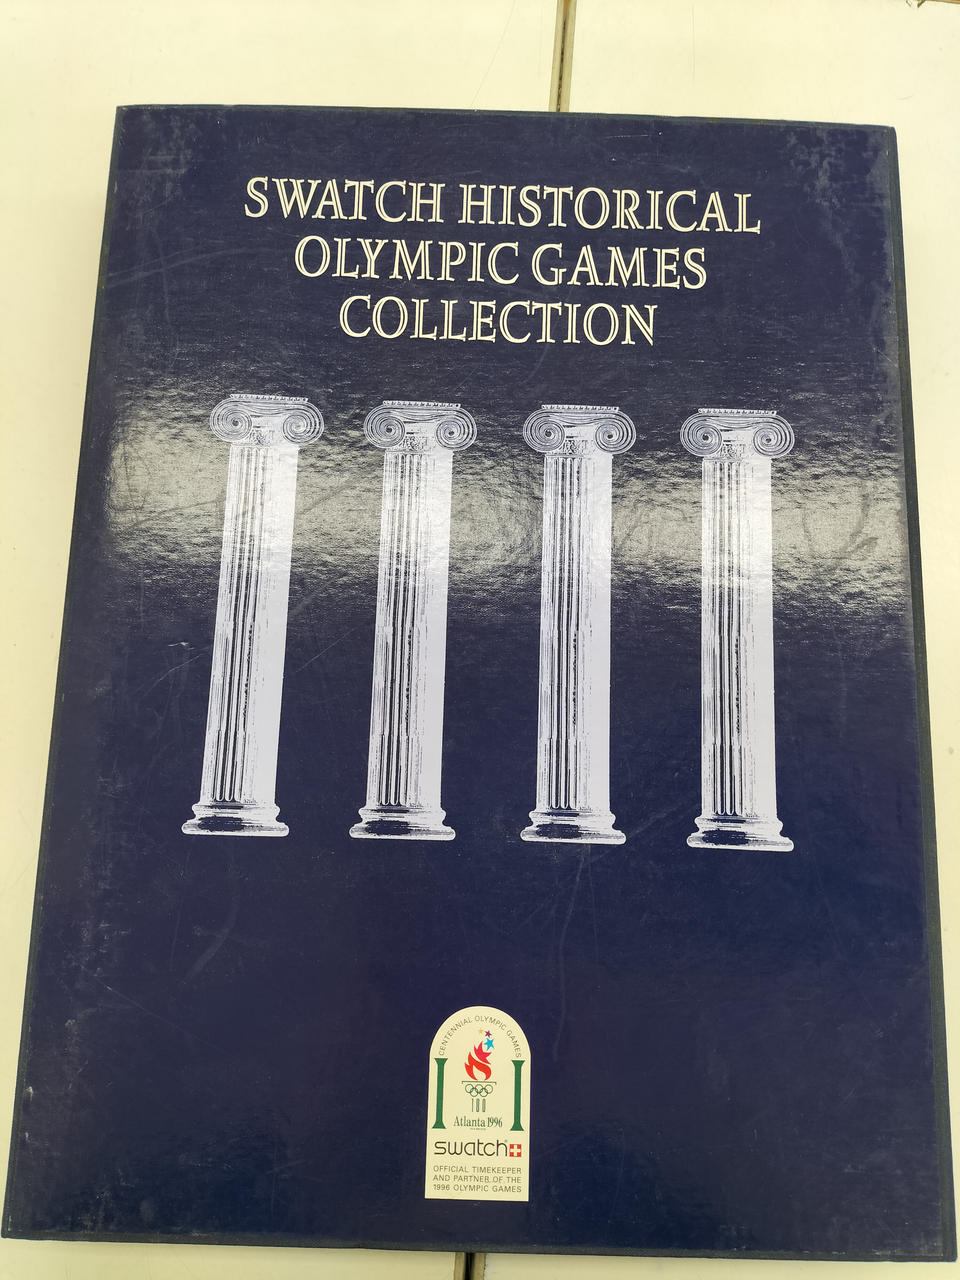 SWATCH HISTORICAL
OLYMPIC GAMES
COLLECTION
CENTENNIAL OLYMPIC GAMES
100
Atlanta 1996
swatch
OFFICIAL TIMEKEEPER
AND PARTNER OF THE
1996 OLYMPIC GAMES